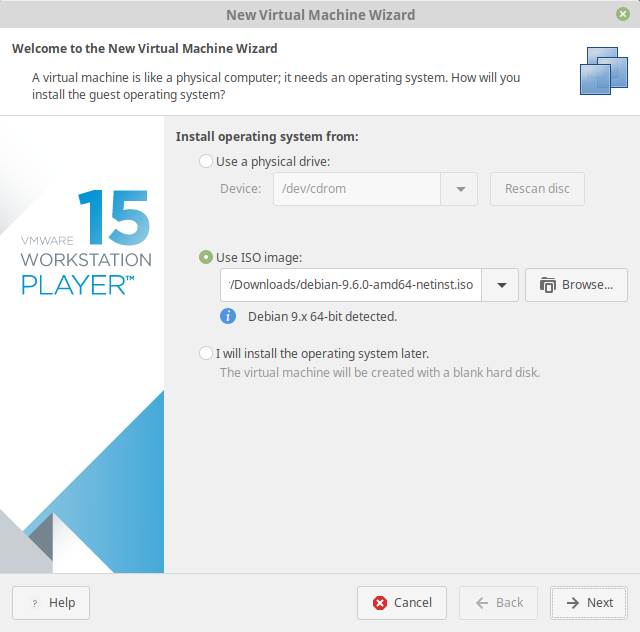 New Virtual Machine Wizard
Welcome to the New Virtual Machine Wizard
A virtual machine is like a physical computer; it needs an operating system. How will you
install the guest operating system?
15
VMWARE
WORKSTATION
PLAYER™
Install operating system from:
Use a physical drive:
Device: /dev/cdrom Rescan disc
Use ISO image:
/Downloads/debian-9.6.0-amd64-netinst.iso Browse...
Debian 9.x 64-bit detected.
I will install the operating system later.
The virtual machine will be created with a blank hard disk.
? Help Cancel Back Next